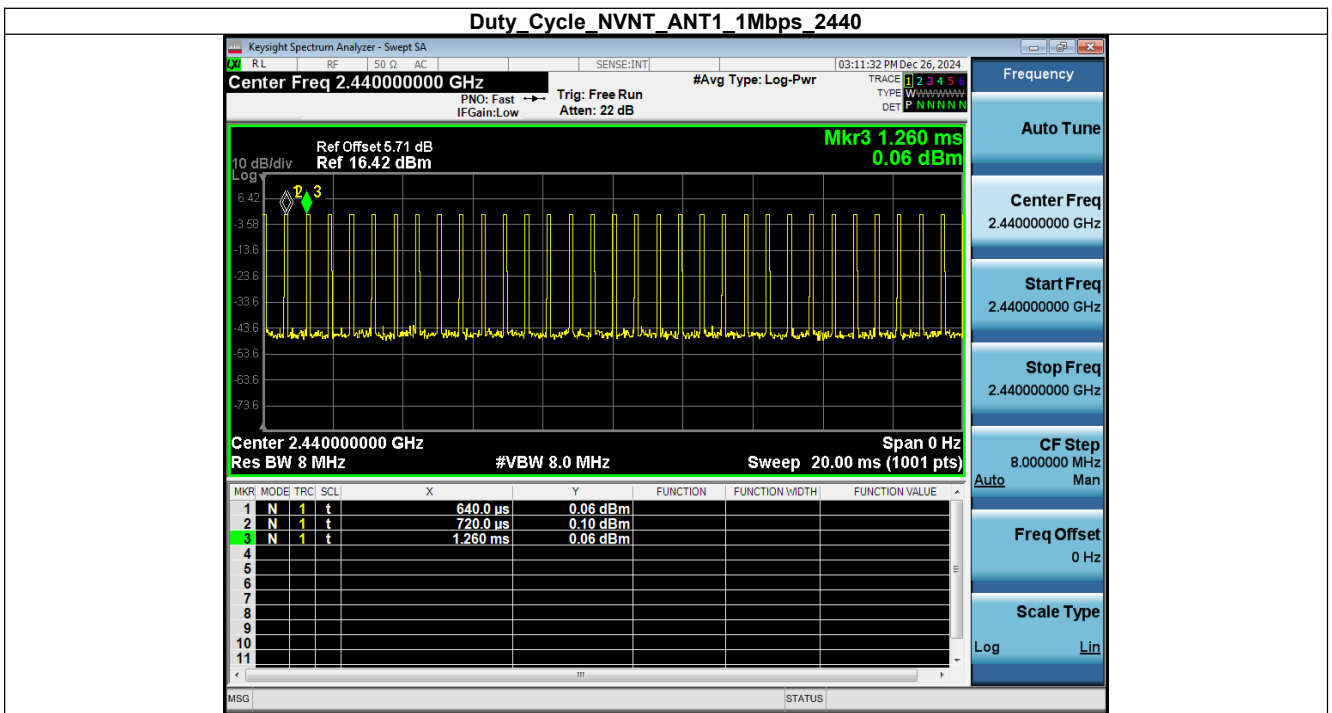 Duty_Cycle_NVNT_ANT1_1Mbps_2440
Keysight Spectrum Analyzer - Swept SA
LXI RL RF 50 Ω AC SENSE:INT 03:11:32 PM Dec 26, 2024
Center Freq 2.440000000 GHz #Avg Type: Log-Pwr TRACE 1 2 3 4 5 6
PNO: Fast Trig: Free Run TYPE WWWWWW
IFGain:Low Atten: 22 dB DET P N N N N N
Mkr3 1.260 ms
Ref Offset 5.71 dB
10 dB/div Ref 16.42 dBm 0.06 dBm
Log
1 2 3
6.42
-3.58
-13.6
-23.6
-33.6
-43.6
-53.6
-63.6
-73.6
Center 2.440000000 GHz Span 0 Hz
Res BW 8 MHz #VBW 8.0 MHz Sweep 20.00 ms (1001 pts)
MKR MODE TRC SCL X Y FUNCTION FUNCTION WIDTH FUNCTION VALUE
1 N 1 t 640.0 µs 0.06 dBm
2 N 1 t 720.0 µs 0.10 dBm
3 N 1 t 1.260 ms 0.06 dBm
4
5
6
7
8
9
10
11
MSG STATUS
Frequency
Auto Tune
Center Freq
2.440000000 GHz
Start Freq
2.440000000 GHz
Stop Freq
2.440000000 GHz
CF Step
8.000000 MHz
Auto Man
Freq Offset
0 Hz
Scale Type
Log Lin